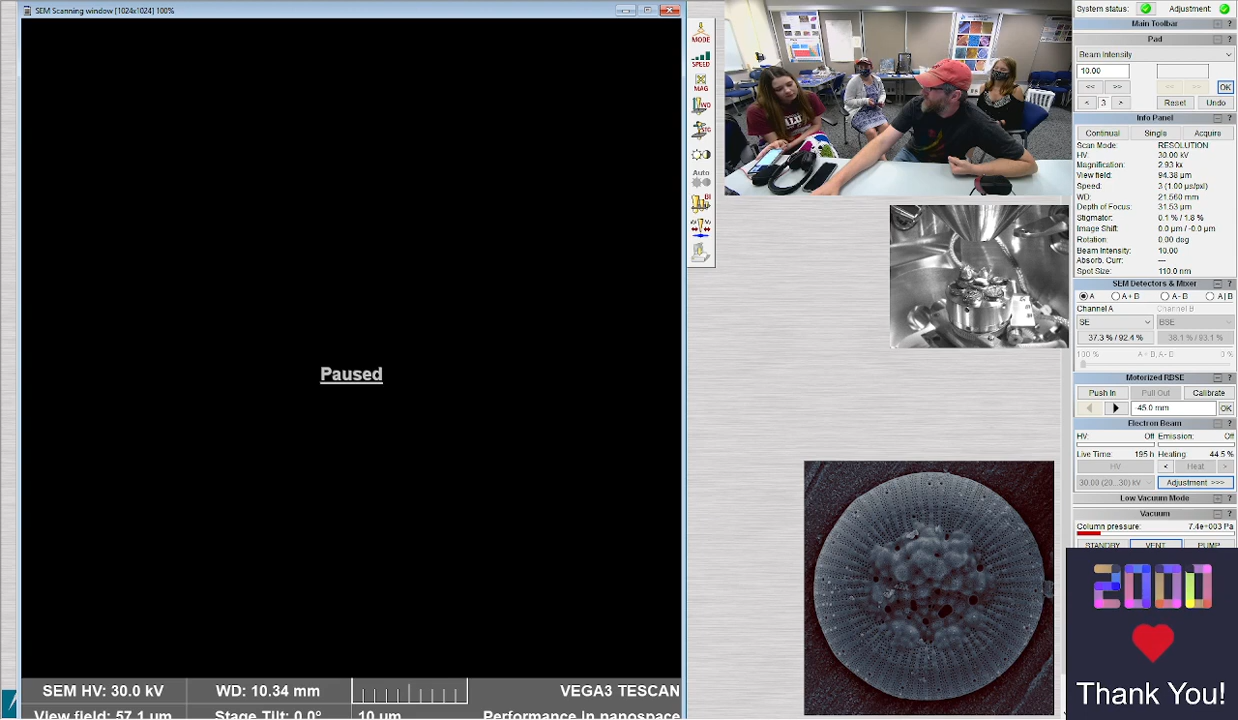 SEM Scanning window [1024x1024] 100%
Paused
SEM HV: 30.0 kV
WD: 10.34 mm
VEGA3 TESCAN
View field: 57.1 µm
Stage Tilt: 0.0°
10 µm
Performance in nanospace
MODE
SPEED
MAG
WD
STG
Auto
System status:
Adjustment:
Main Toolbar
Pad
Beam Intensity
10.00
<< >>
OK
< 3 > Reset Undo
Info Panel
Continual Single Acquire
Scan Mode: RESOLUTION
HV: 30.00 kV
Magnification: 2.93 kx
View field: 94.38 µm
Speed: 3 (1.00 µs/pxl)
WD: 21.560 mm
Depth of Focus: 31.53 µm
Stigmator: 0.1 % / 1.8 %
Image Shift: 0.0 µm / -0.0 µm
Rotation: 0.00 deg
Beam Intensity: 10.00
Absorb. Curr: ---
Spot Size: 110.0 nm
SEM Detectors & Mixer
A A+B A-B A|B
Channel A Channel B
SE BSE
37.3 % / 92.4 % 38.1 % / 93.1 %
100 % A+B, A-B 0 %
Motorized RBSE
Push In Pull Out Calibrate
-45.0 mm OK
Electron Beam
HV: Off Emission: Off
Live Time: 195 h Heating: 44.5 %
HV < Heat >
30.00 (20...30) kV Adjustment >>>
Low Vacuum Mode
Vacuum
Column pressure: 7.4e+003 Pa
STANDBY VENT PUMP
2000
Thank You!